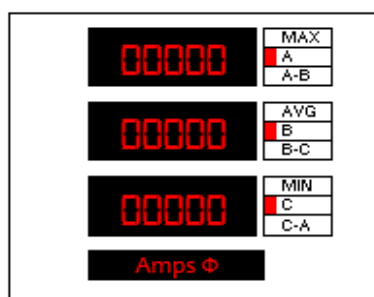 MAX
00000
A
A-B
AVG
00000
B
B-C
MIN
00000
C
C-A
Amps Φ